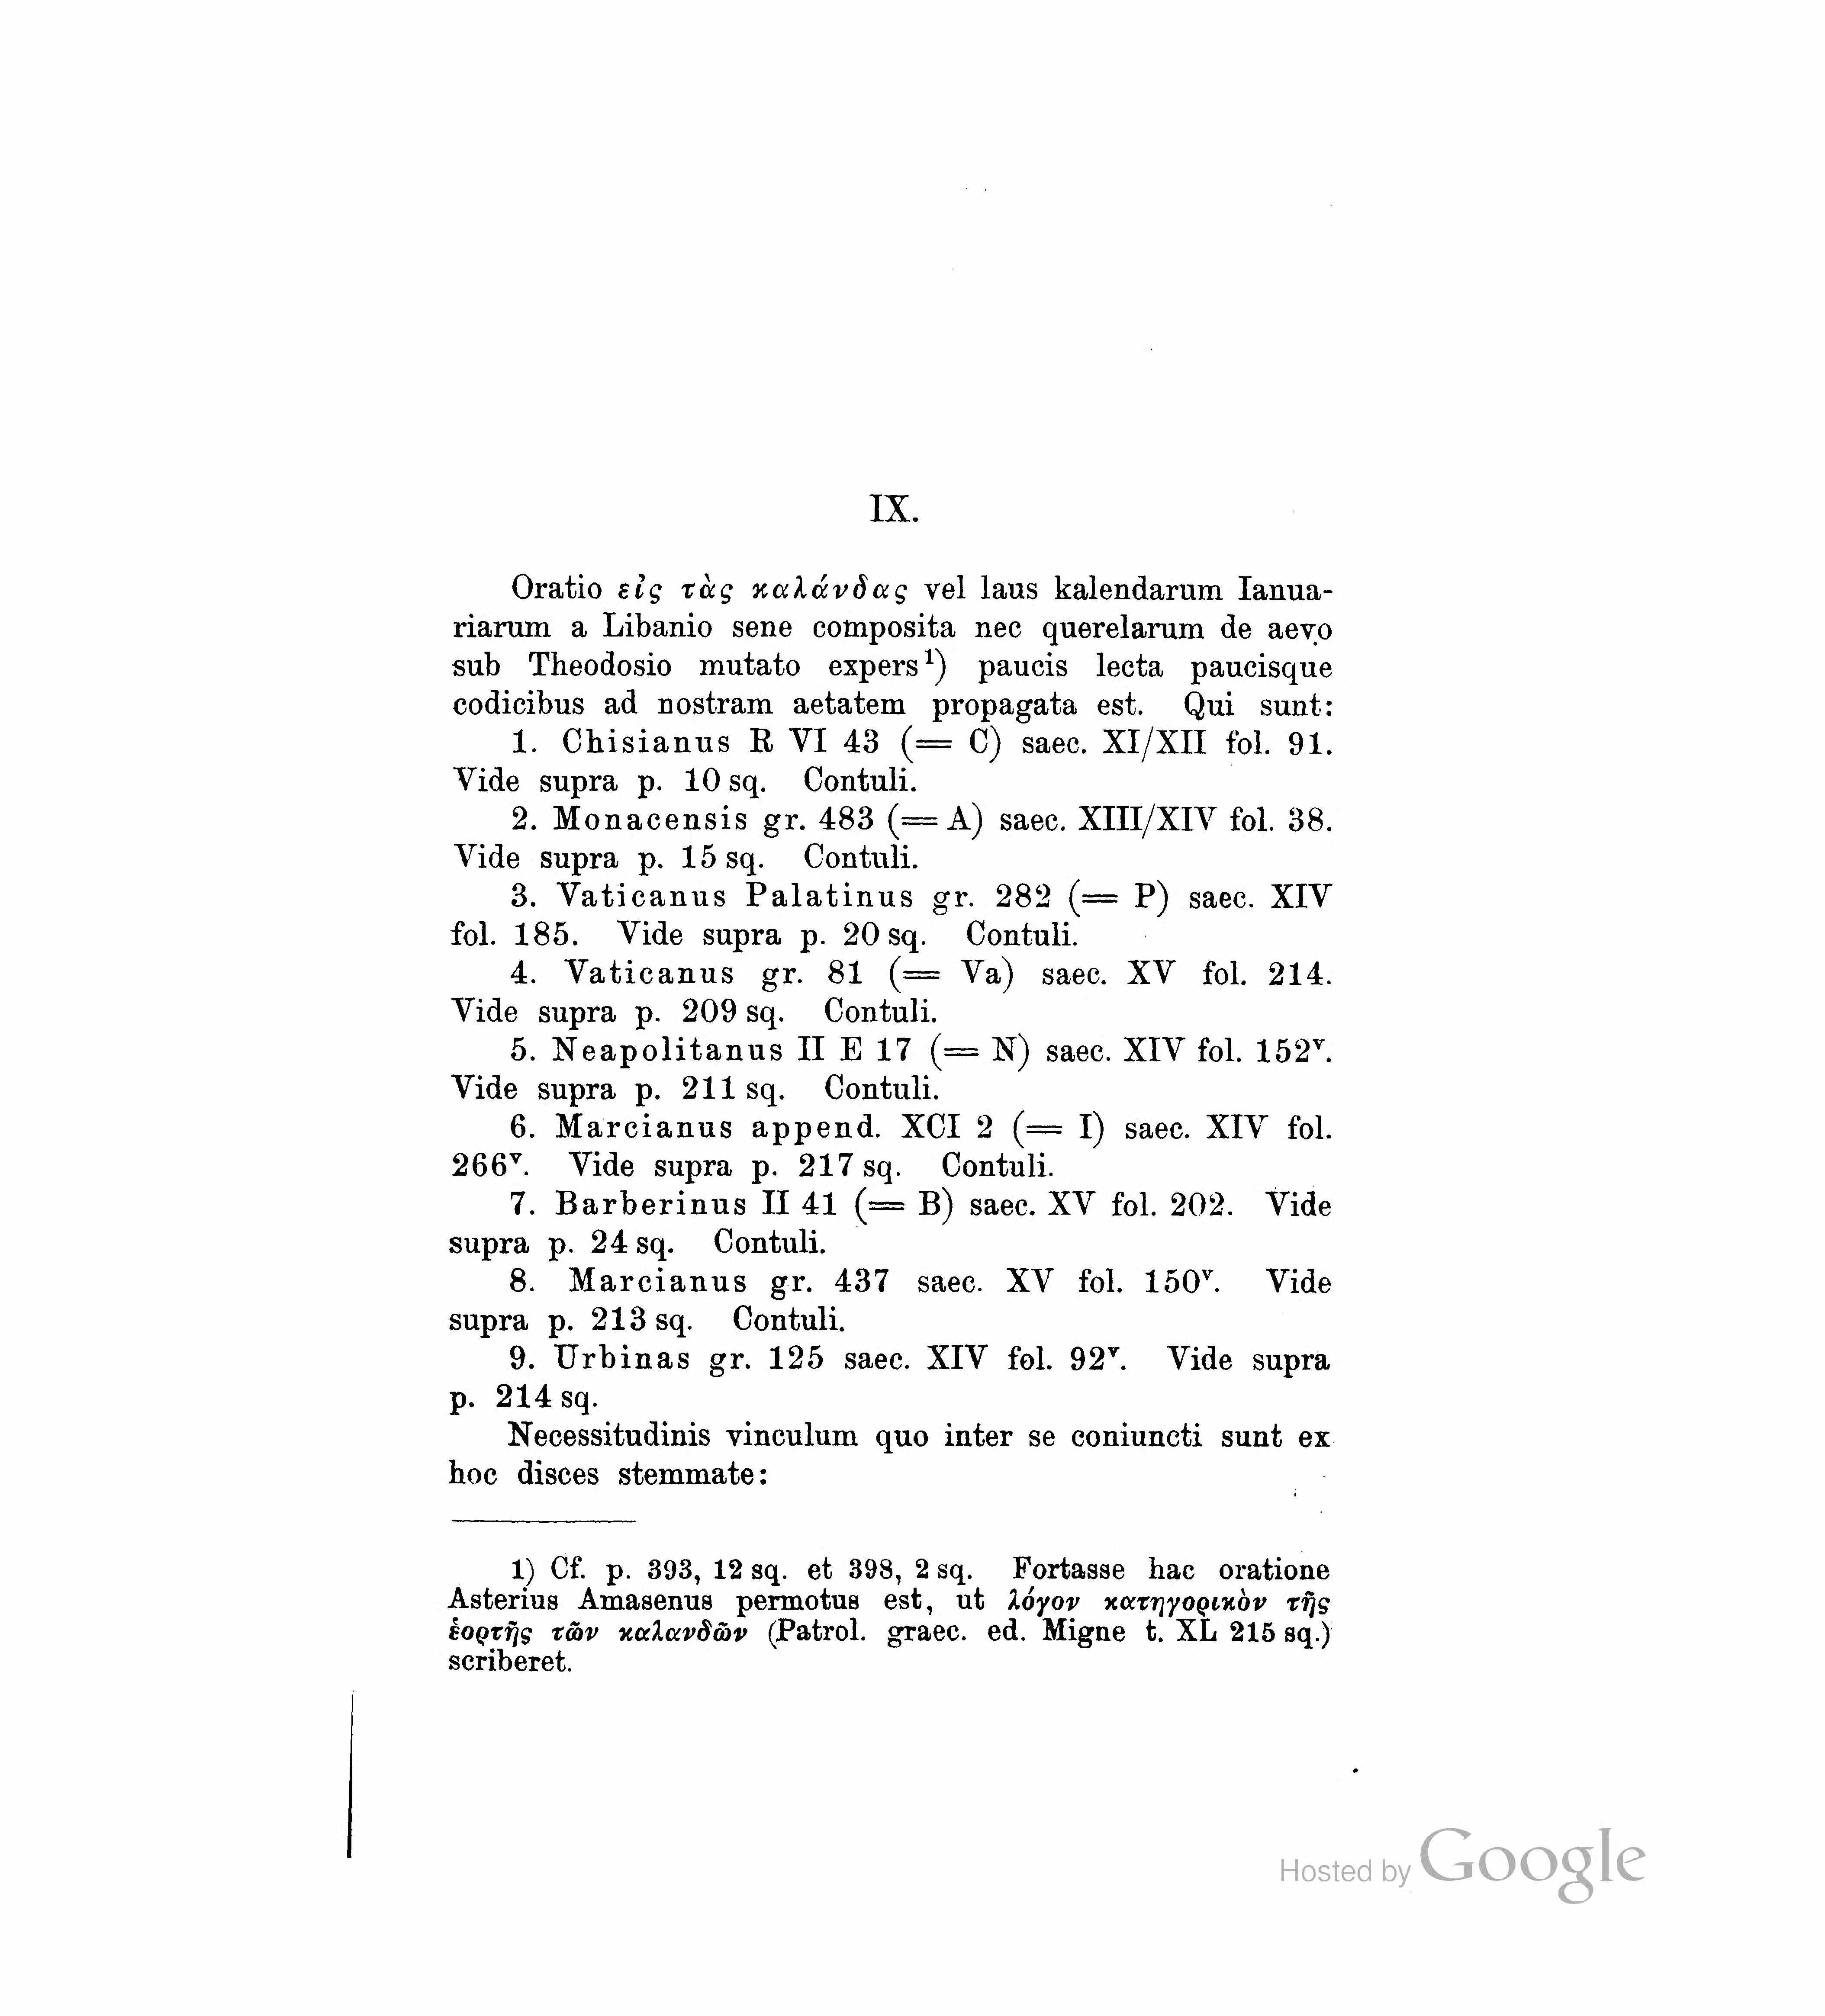 IX.
Oratio εἰς τὰς καλάνδας vel laus kalendarum Ianua-
riarum a Libanio sene composita nec querelarum de aevo
sub Theodosio mutato expers¹) paucis lecta paucisque
codicibus ad nostram aetatem propagata est. Qui sunt:
1. Chisianus R VI 43 (= C) saec. XI/XII fol. 91.
Vide supra p. 10 sq. Contuli.
2. Monacensis gr. 483 (= A) saec. XIII/XIV fol. 38.
Vide supra p. 15 sq. Contuli.
3. Vaticanus Palatinus gr. 282 (= P) saec. XIV
fol. 185. Vide supra p. 20 sq. Contuli.
4. Vaticanus gr. 81 (= Va) saec. XV fol. 214.
Vide supra p. 209 sq. Contuli.
5. Neapolitanus II E 17 (= N) saec. XIV fol. 152ᵛ.
Vide supra p. 211 sq. Contuli.
6. Marcianus append. XCI 2 (= I) saec. XIV fol.
266ᵛ. Vide supra p. 217 sq. Contuli.
7. Barberinus II 41 (= B) saec. XV fol. 202. Vide
supra p. 24 sq. Contuli.
8. Marcianus gr. 437 saec. XV fol. 150ᵛ. Vide
supra p. 213 sq. Contuli.
9. Urbinas gr. 125 saec. XIV fol. 92ᵛ. Vide supra
p. 214 sq.
Necessitudinis vinculum quo inter se coniuncti sunt ex
hoc disces stemmate:
1) Cf. p. 393, 12 sq. et 398, 2 sq. Fortasse hac oratione
Asterius Amasenus permotus est, ut λόγον κατηγορικὸν τῆς
ἑορτῆς τῶν καλανδῶν (Patrol. graec. ed. Migne t. XL 215 sq.)
scriberet.
Hosted by Google